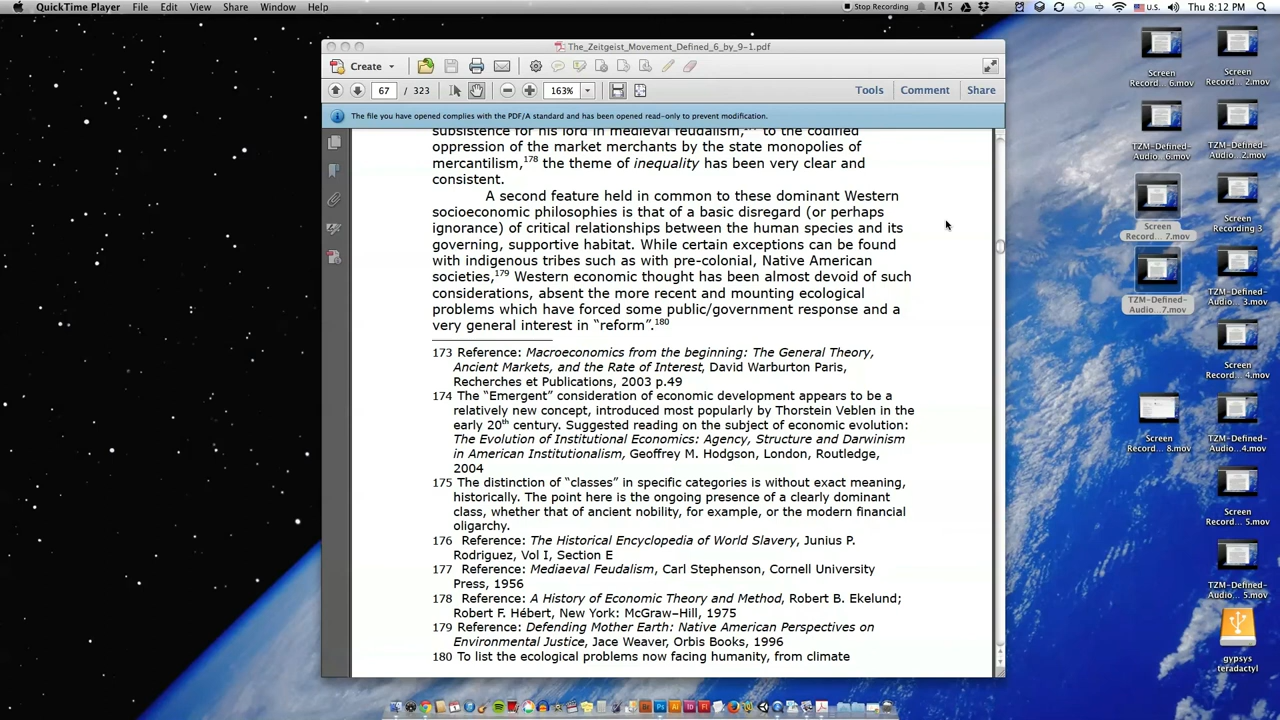 QuickTime Player File Edit View Share Window Help Stop Recording 5 U.S. Thu 8:12 PM
The_Zeitgeist_Movement_Defined_6_by_9-1.pdf
Create
67 / 323 163% Tools Comment Share
The file you have opened complies with the PDF/A standard and has been opened read-only to prevent modification.
subsistence for his lord in medieval feudalism, to the codified
oppression of the market merchants by the state monopolies of
mercantilism,178 the theme of inequality has been very clear and
consistent.
A second feature held in common to these dominant Western
socioeconomic philosophies is that of a basic disregard (or perhaps
ignorance) of critical relationships between the human species and its
governing, supportive habitat. While certain exceptions can be found
with indigenous tribes such as with pre-colonial, Native American
societies,179 Western economic thought has been almost devoid of such
considerations, absent the more recent and mounting ecological
problems which have forced some public/government response and a
very general interest in “reform”.180
173 Reference: Macroeconomics from the beginning: The General Theory,
Ancient Markets, and the Rate of Interest, David Warburton Paris,
Recherches et Publications, 2003 p.49
174 The “Emergent” consideration of economic development appears to be a
relatively new concept, introduced most popularly by Thorstein Veblen in the
early 20th century. Suggested reading on the subject of economic evolution:
The Evolution of Institutional Economics: Agency, Structure and Darwinism
in American Institutionalism, Geoffrey M. Hodgson, London, Routledge,
2004
175 The distinction of “classes” in specific categories is without exact meaning,
historically. The point here is the ongoing presence of a clearly dominant
class, whether that of ancient nobility, for example, or the modern financial
oligarchy.
176 Reference: The Historical Encyclopedia of World Slavery, Junius P.
Rodriguez, Vol I, Section E
177 Reference: Mediaeval Feudalism, Carl Stephenson, Cornell University
Press, 1956
178 Reference: A History of Economic Theory and Method, Robert B. Ekelund;
Robert F. Hébert, New York: McGraw–Hill, 1975
179 Reference: Defending Mother Earth: Native American Perspectives on
Environmental Justice, Jace Weaver, Orbis Books, 1996
180 To list the ecological problems now facing humanity, from climate
Screen
Record... 6.mov
Screen
Record... 2.mov
TZM-Defined-
Audio... 6.mov
TZM-Defined-
Audio... 2.mov
Screen
Record... 7.mov
Screen
Recording 3
TZM-Defined-
Audio... 7.mov
TZM-Defined-
Audio... 3.mov
Screen
Record... 4.mov
Screen
Record... 8.mov
TZM-Defined-
Audio... 4.mov
Screen
Record... 5.mov
TZM-Defined-
Audio... 5.mov
gypsys
teradactyl